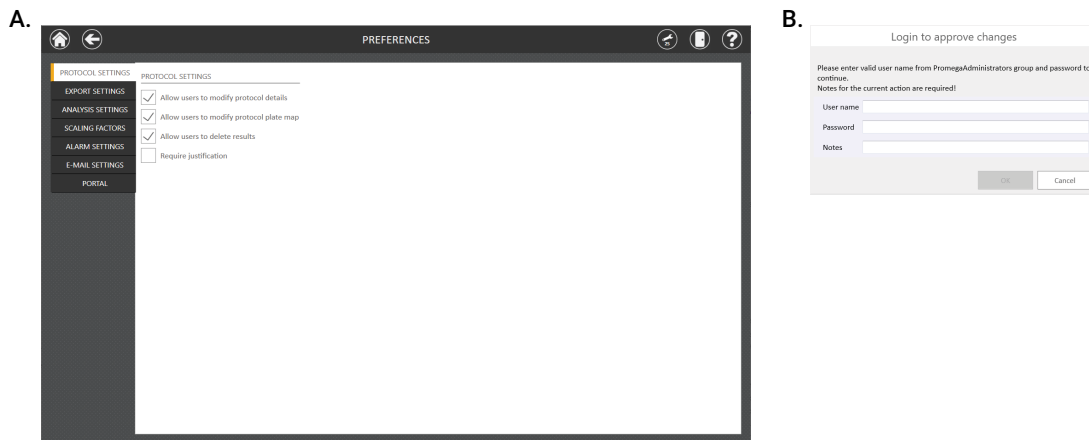 A.
PREFERENCES
PROTOCOL SETTINGS
EXPORT SETTINGS
ANALYSIS SETTINGS
SCALING FACTORS
ALARM SETTINGS
E-MAIL SETTINGS
PORTAL
PROTOCOL SETTINGS
Allow users to modify protocol details
Allow users to modify protocol plate map
Allow users to delete results
Require justification
?
B.
Login to approve changes
Please enter valid user name from PromegaAdministrators group and password to
continue.
Notes for the current action are required!
User name
Password
Notes
OK
Cancel